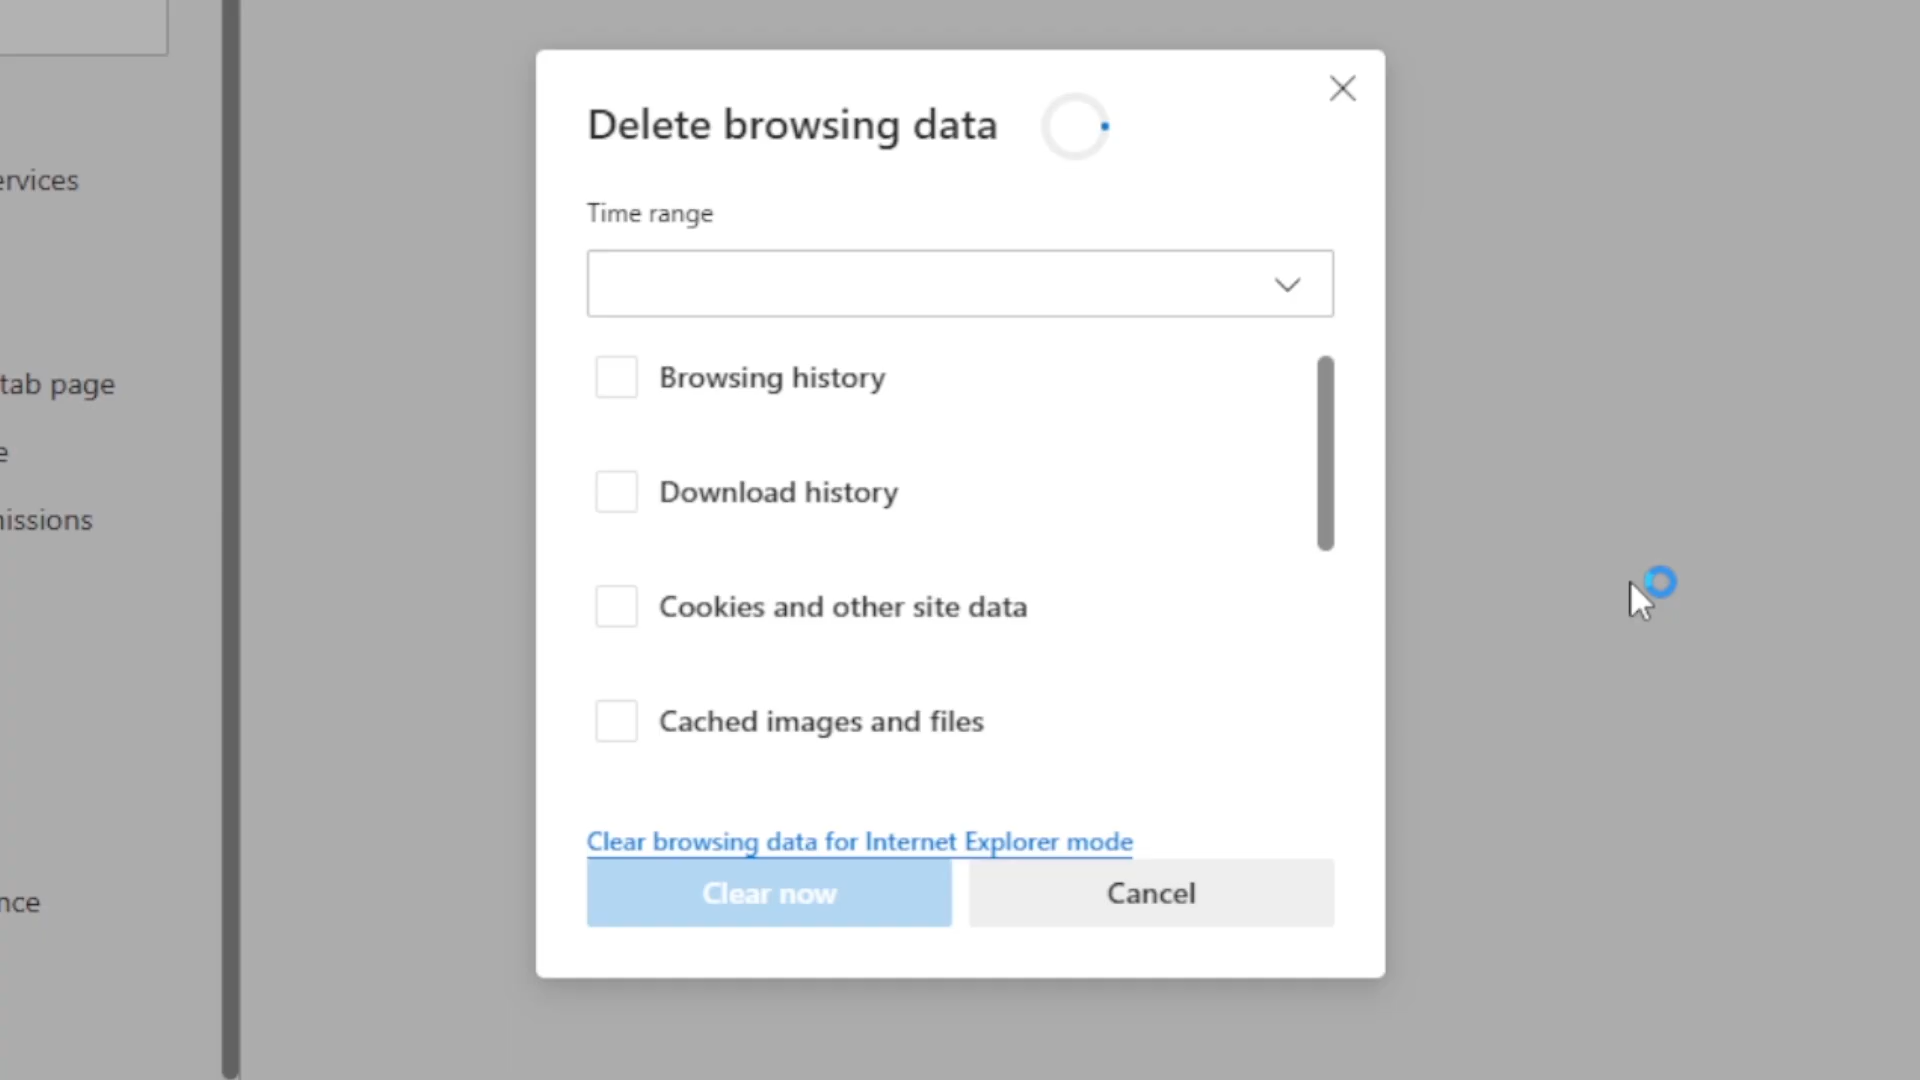 Delete browsing data
Time range
Browsing history
Download history
Cookies and other site data
Cached images and files
Clear browsing data for Internet Explorer mode
Clear now
Cancel
ervices
tab page
e
issions
nce